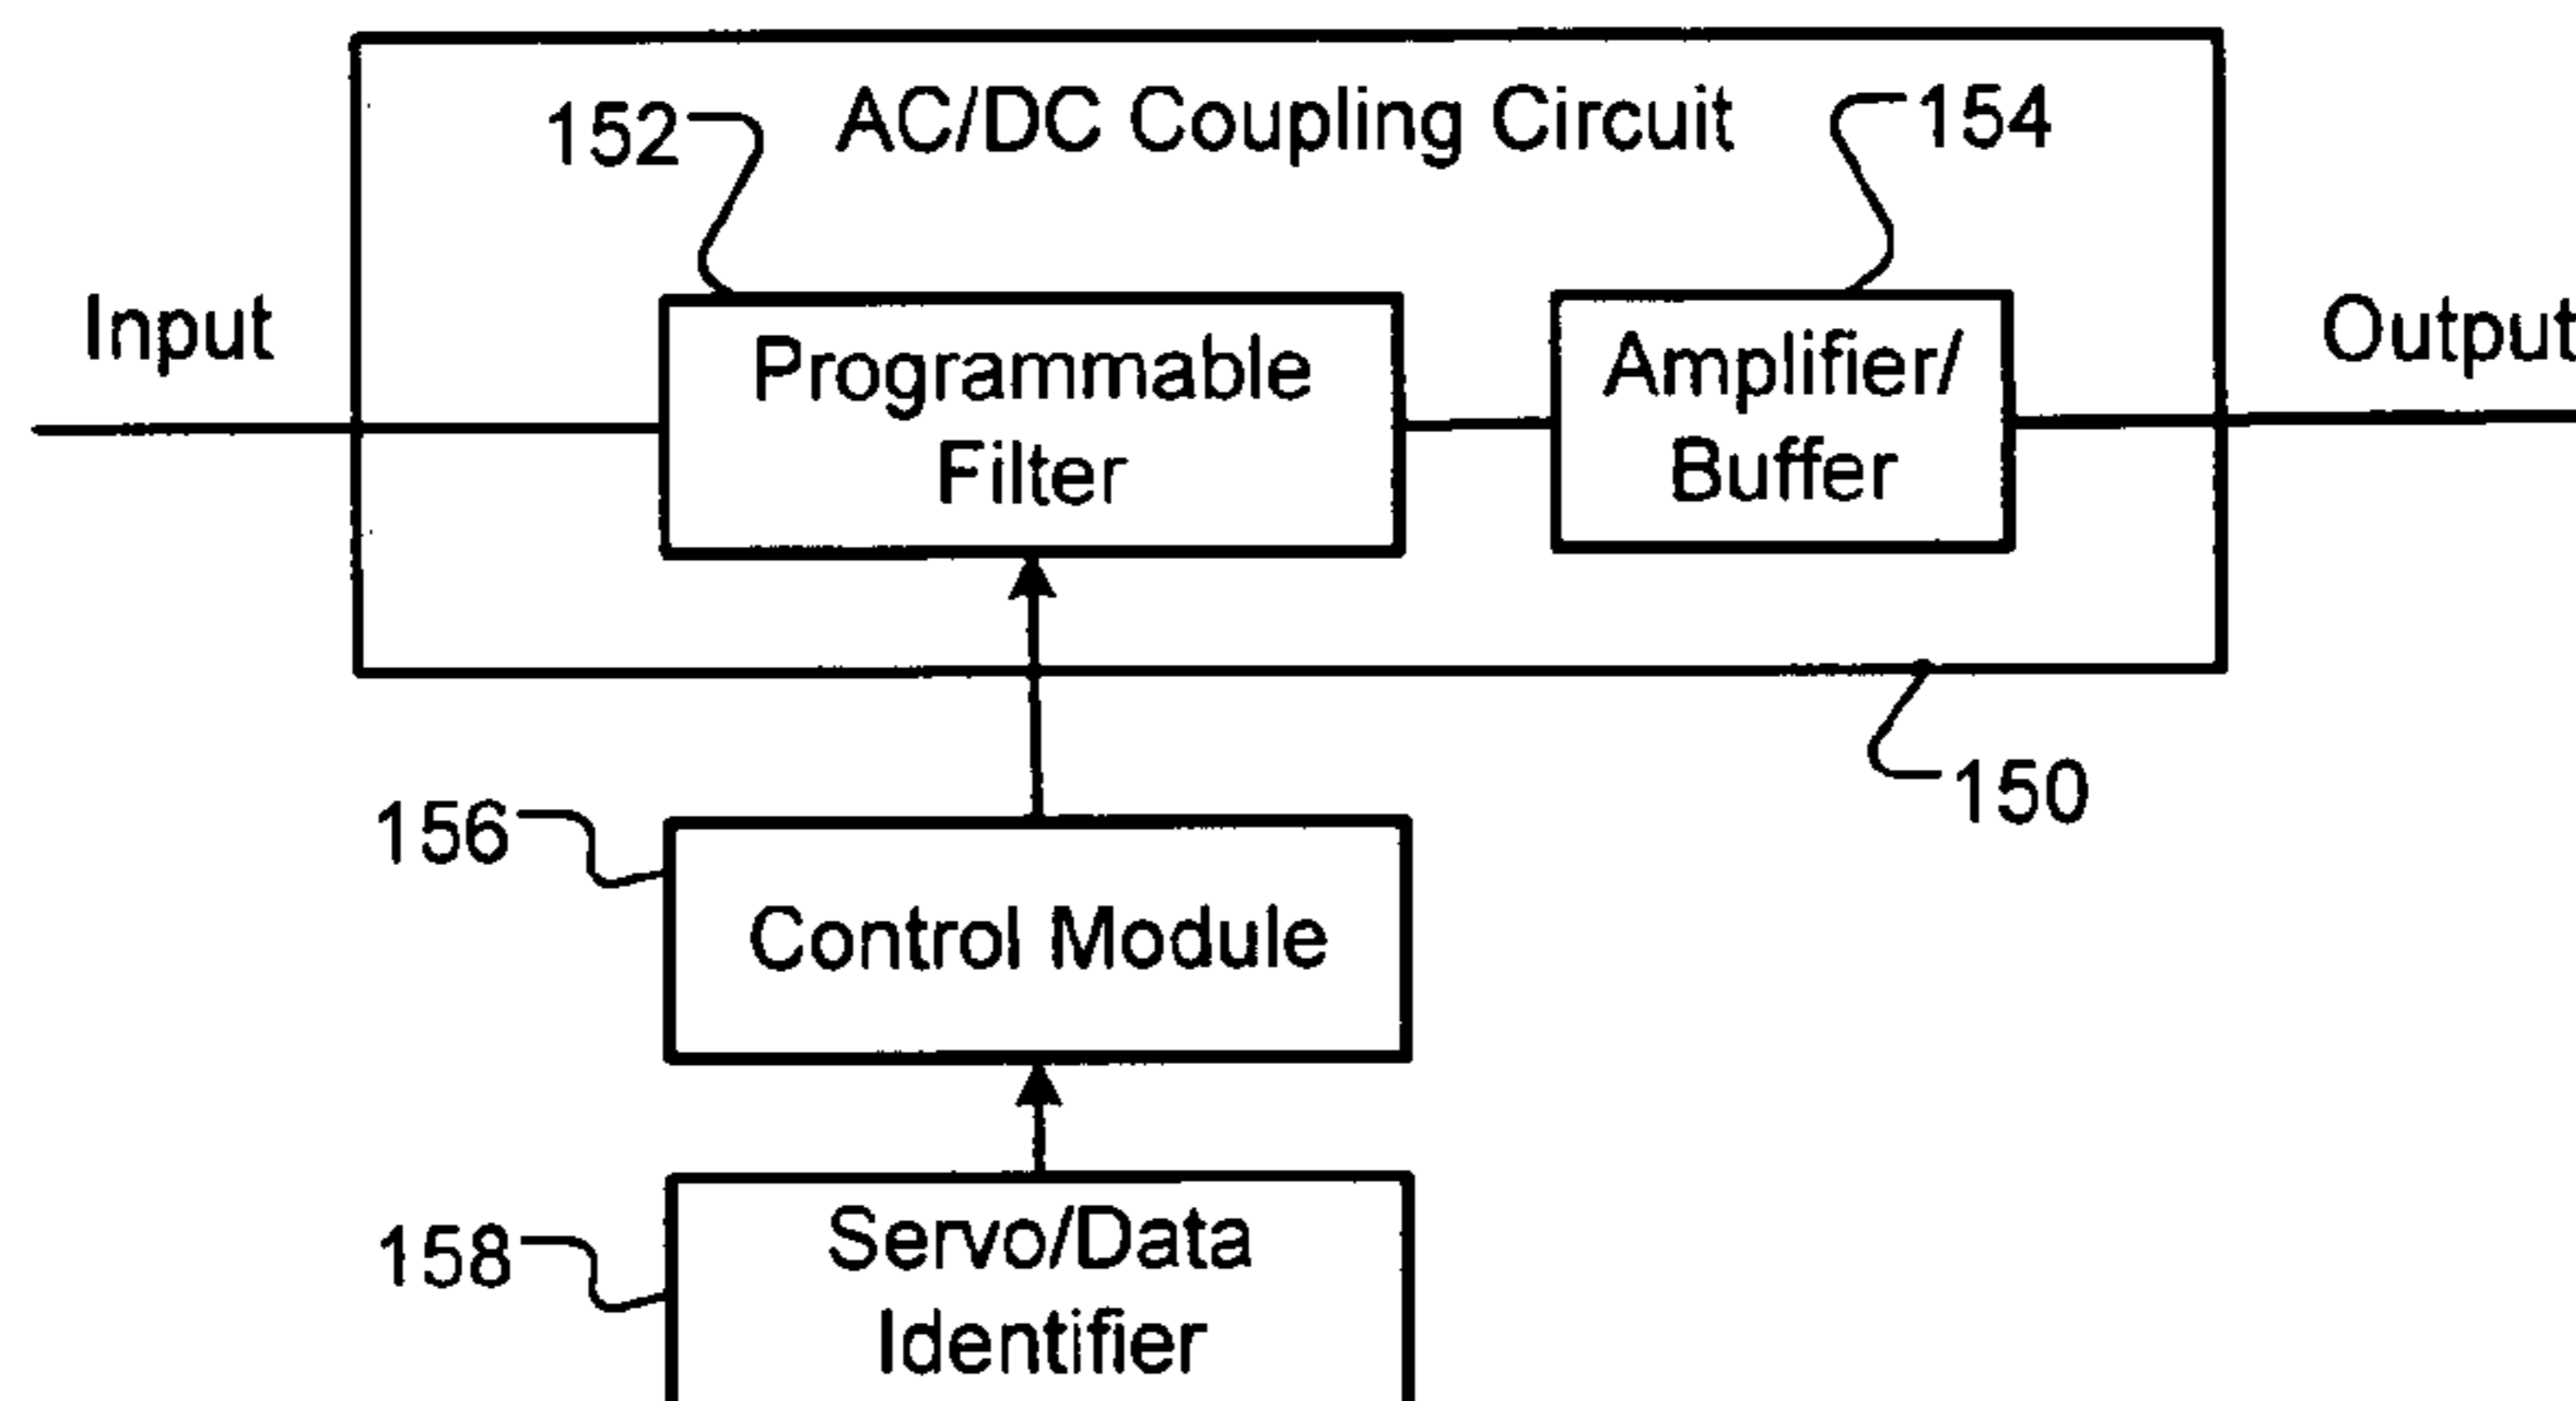 AC/DC Coupling Circuit
152
154
Input
Programmable
Filter
Amplifier/
Buffer
Output
150
156
Control Module
158
Servo/Data
Identifier